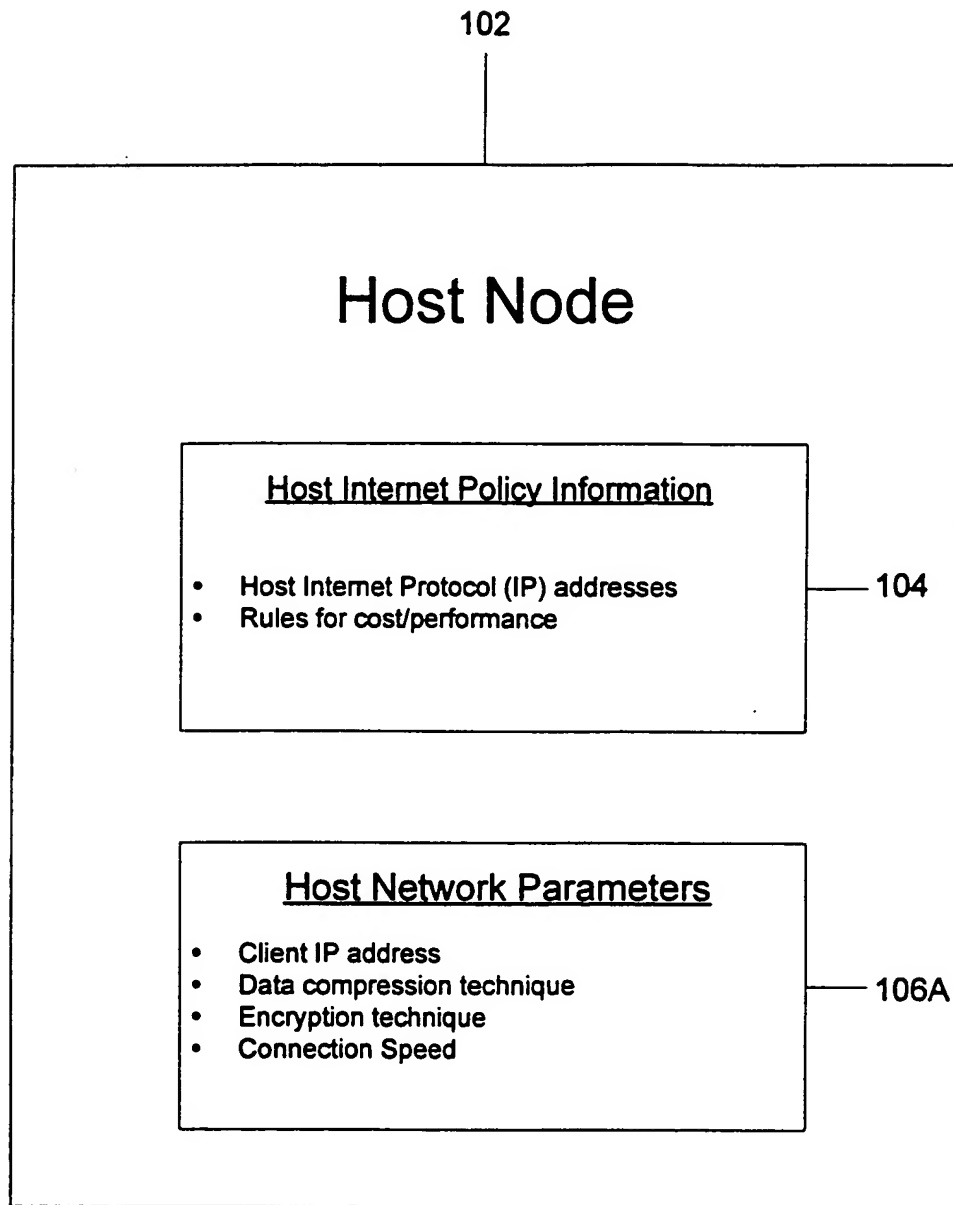 102
Host Node
Host Internet Policy Information
• Host Internet Protocol (IP) addresses
• Rules for cost/performance
104
Host Network Parameters
• Client IP address
• Data compression technique
• Encryption technique
• Connection Speed
106A